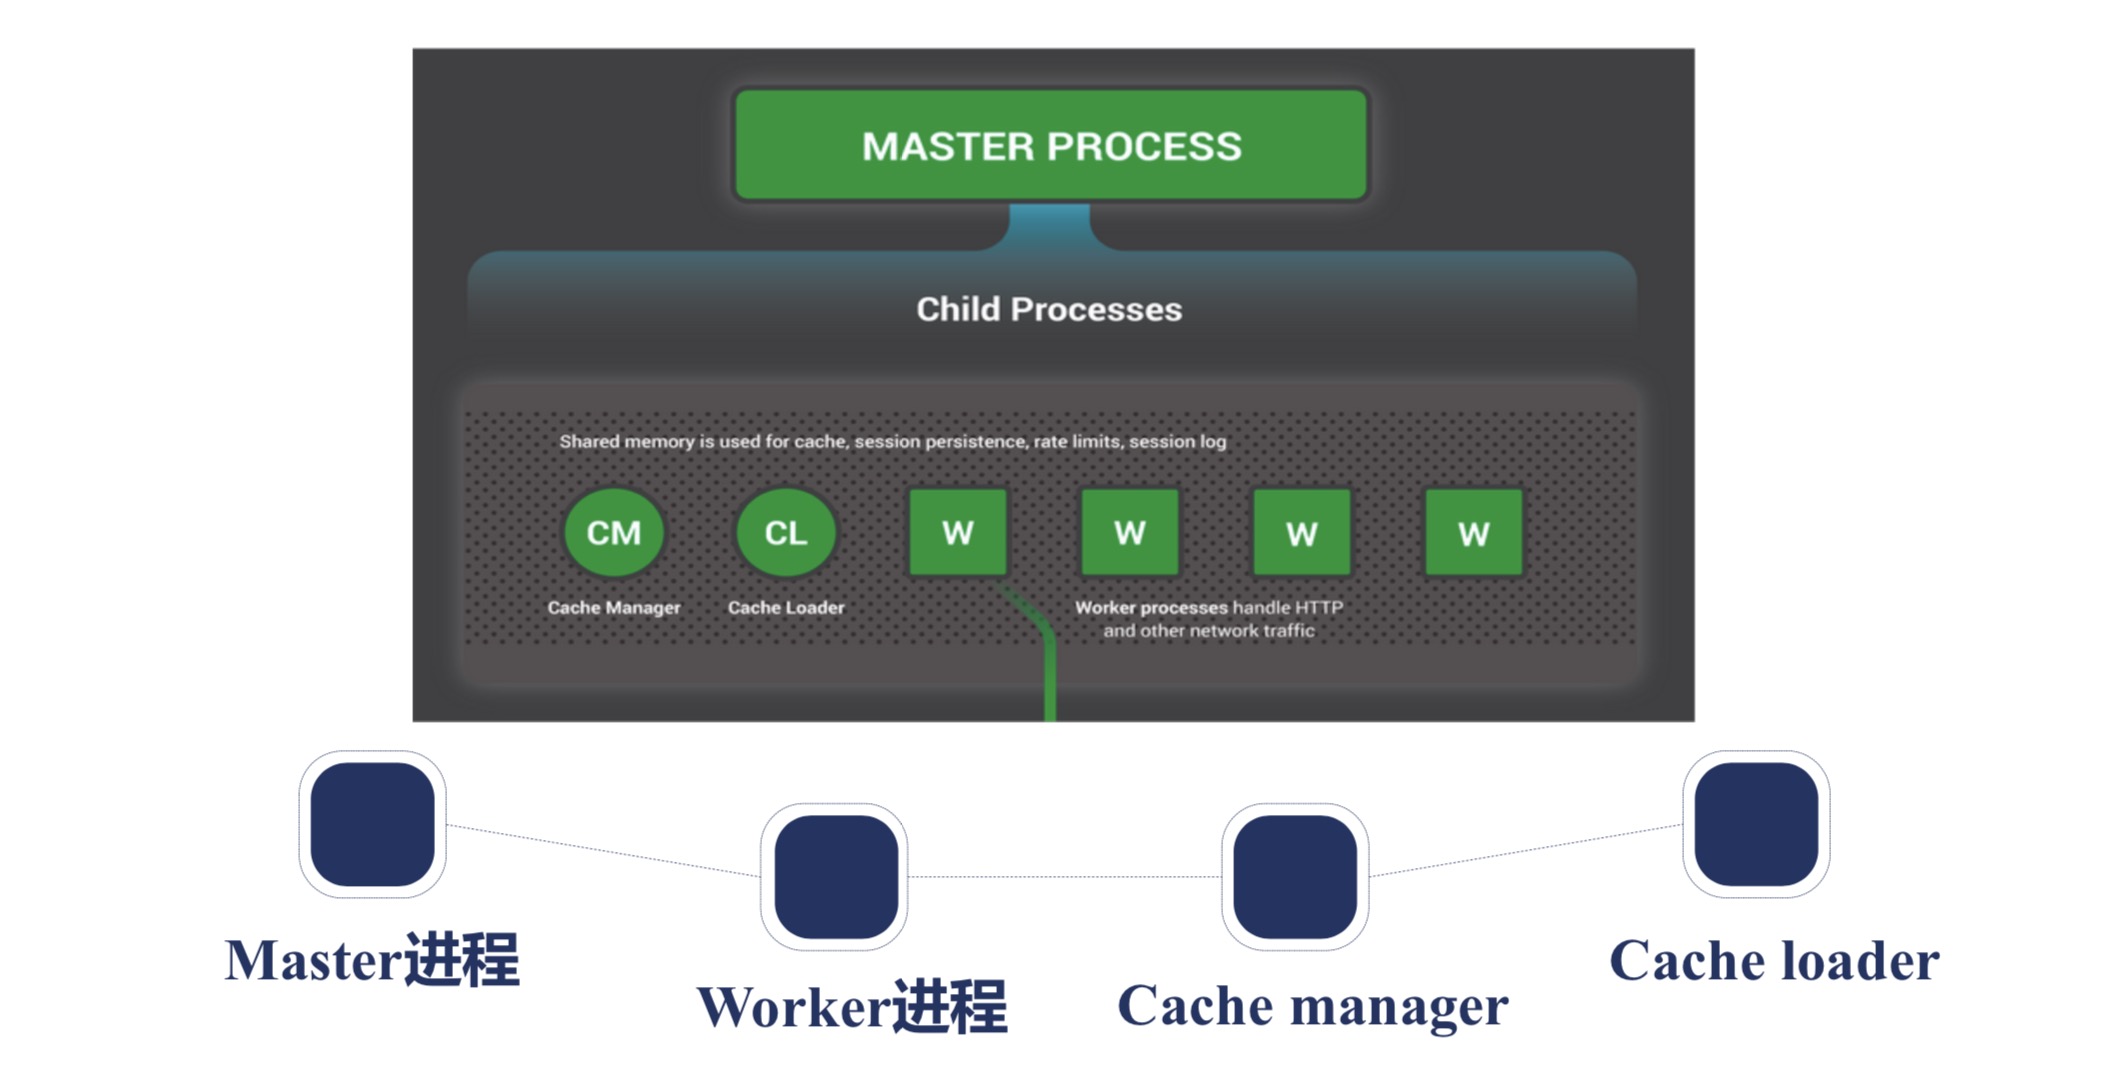 MASTER PROCESS
Child Processes
Shared memory is used for cache, session persistence, rate limits, session log
CM
CL
W
W
W
W
Cache Manager
Cache Loader
Worker processes handle HTTP
and other network traffic
Master进程
Worker进程
Cache manager
Cache loader